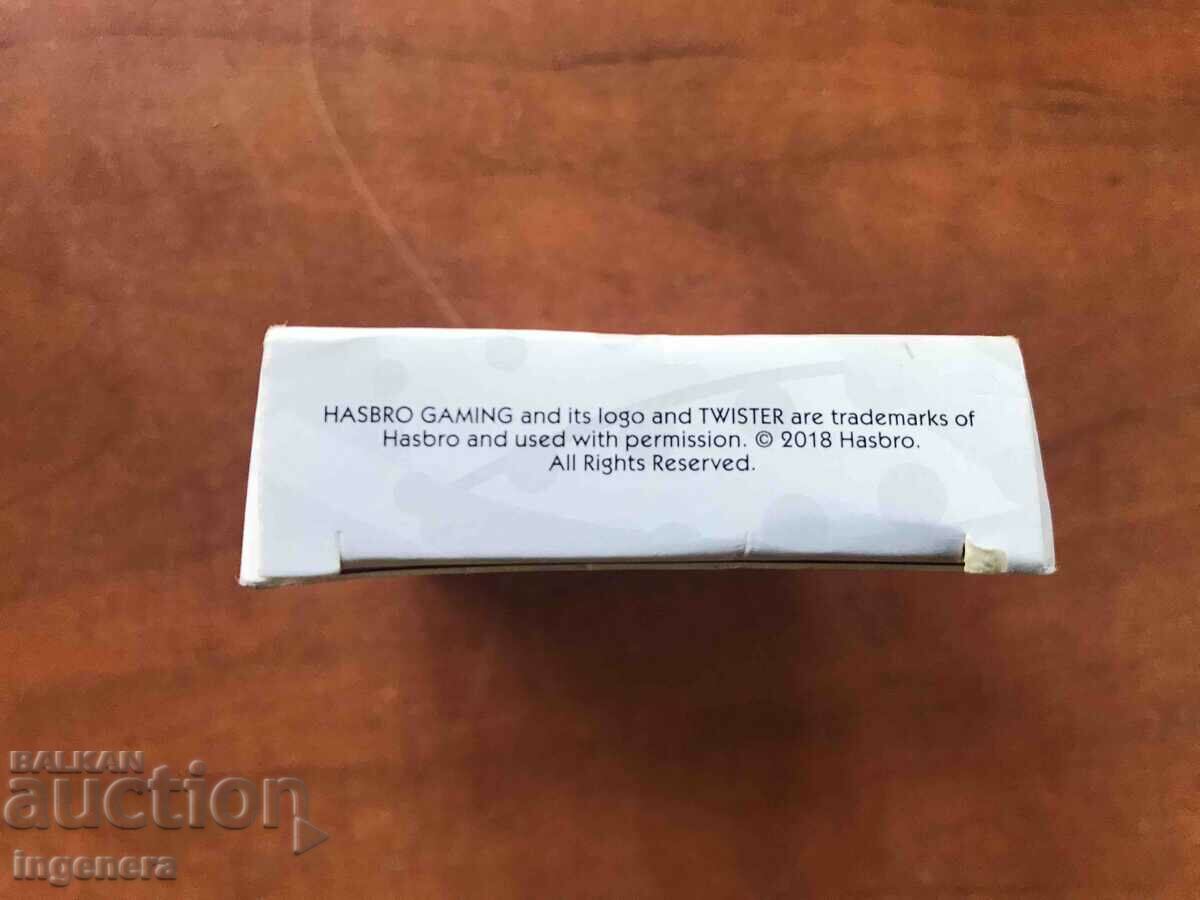 HASBRO GAMING and its logo and TWISTER are trademarks of
Hasbro and used with permission. © 2018 Hasbro.
All Rights Reserved.
BALKAN
auction
ingenera